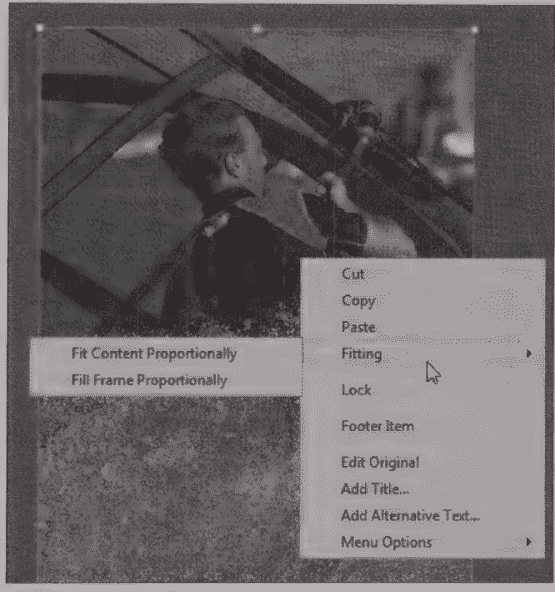 Cut
Copy
Paste
Fitting
Fit Content Proportionally
Fill Frame Proportionally
Lock
Footer Item
Edit Original
Add Title...
Add Alternative Text...
Menu Options